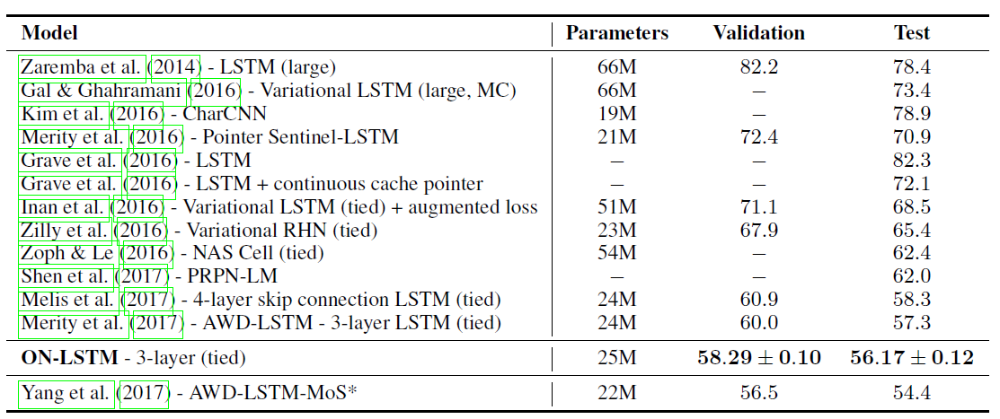 Model Parameters Validation Test
Zaremba et al. (2014) - LSTM (large) 66M 82.2 78.4
Gal & Ghahramani (2016) - Variational LSTM (large, MC) 66M − 73.4
Kim et al. (2016) - CharCNN 19M − 78.9
Merity et al. (2016) - Pointer Sentinel-LSTM 21M 72.4 70.9
Grave et al. (2016) - LSTM − − 82.3
Grave et al. (2016) - LSTM + continuous cache pointer − − 72.1
Inan et al. (2016) - Variational LSTM (tied) + augmented loss 51M 71.1 68.5
Zilly et al. (2016) - Variational RHN (tied) 23M 67.9 65.4
Zoph & Le (2016) - NAS Cell (tied) 54M − 62.4
Shen et al. (2017) - PRPN-LM − − 62.0
Melis et al. (2017) - 4-layer skip connection LSTM (tied) 24M 60.9 58.3
Merity et al. (2017) - AWD-LSTM - 3-layer LSTM (tied) 24M 60.0 57.3
ON-LSTM - 3-layer (tied) 25M 58.29 ± 0.10 56.17 ± 0.12
Yang et al. (2017) - AWD-LSTM-MoS* 22M 56.5 54.4